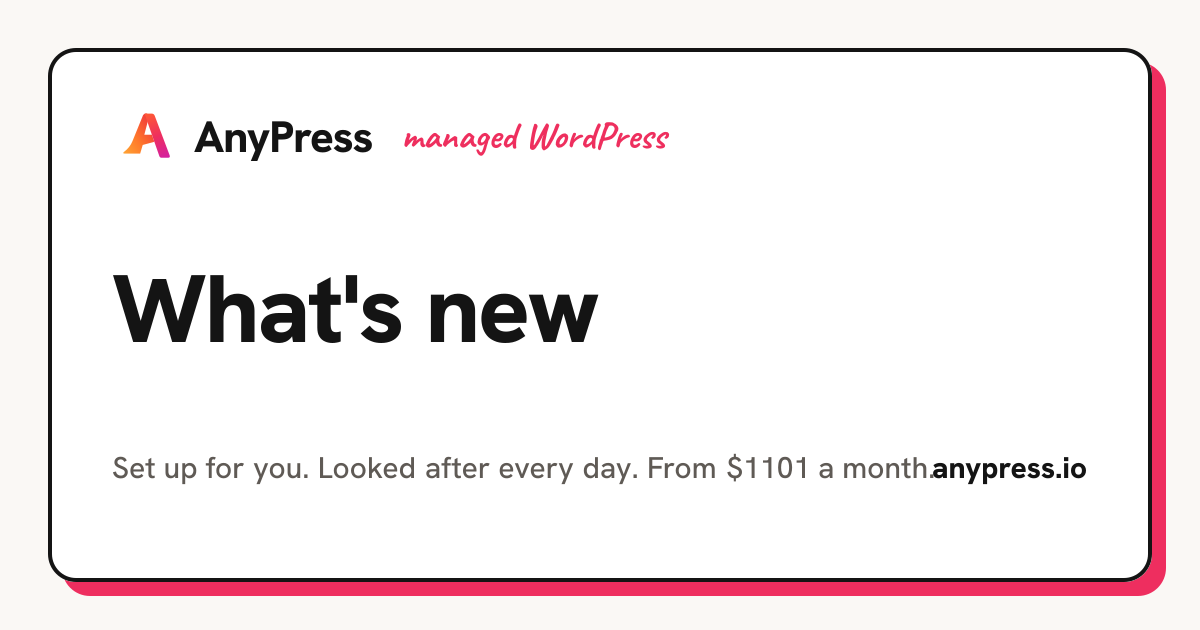 AnyPress managed WordPress
What's new
Set up for you. Looked after every day. From $1101 a month. anypress.io